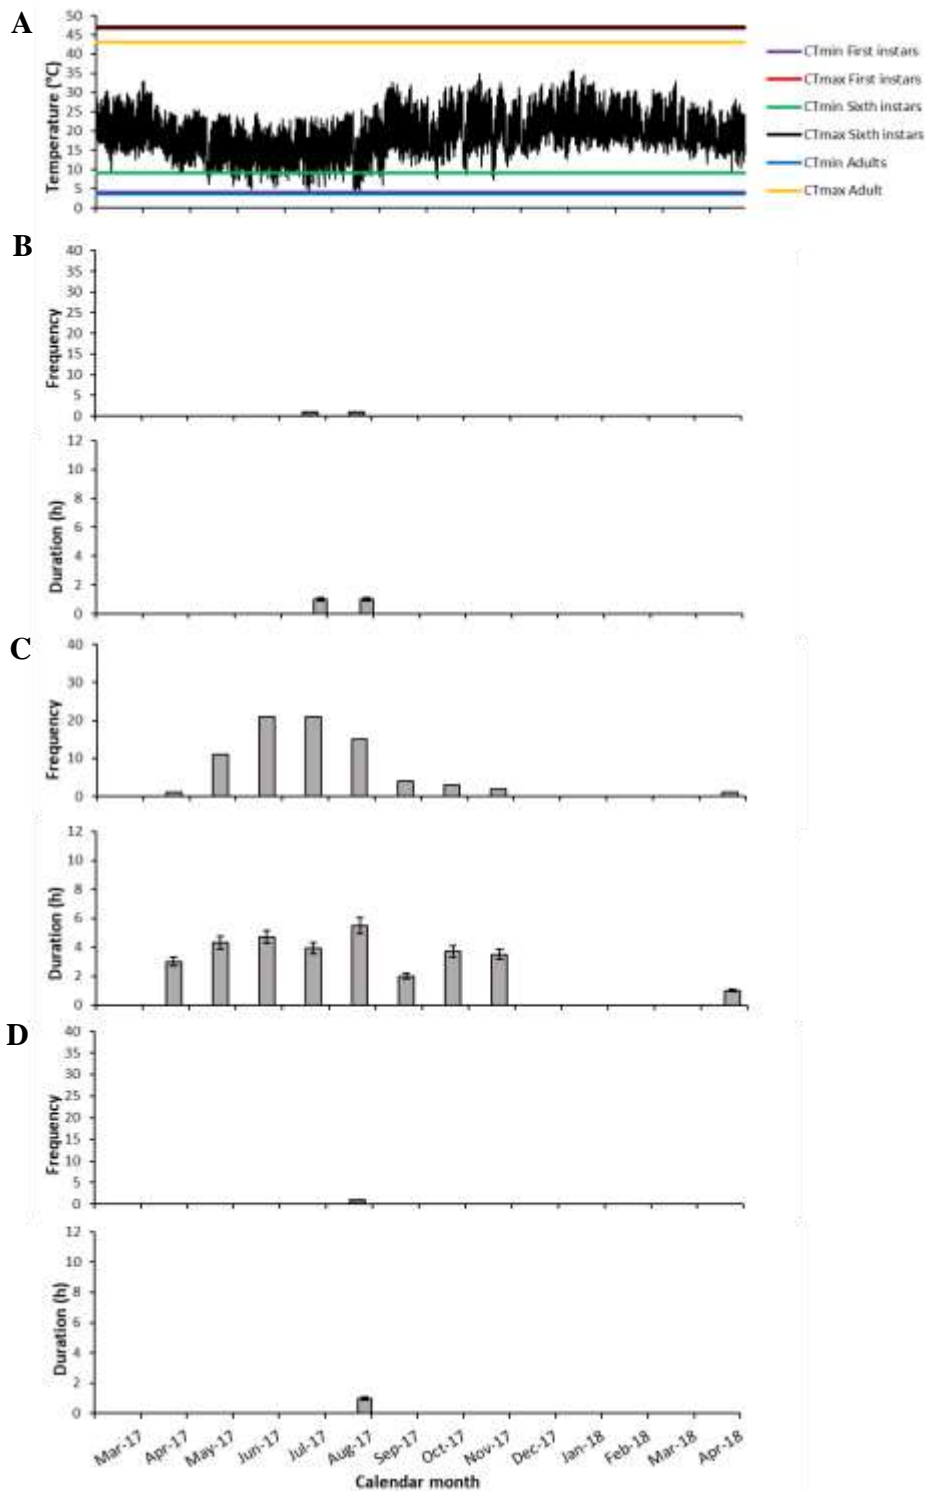 A
50
45
40
35
30
25
20
15
10
5
0
Temperature (°C)
CTmin First instars
CTmax First instars
CTmin Sixth instars
CTmax Sixth instars
CTmin Adults
CTmax Adult
B
40
35
30
25
20
15
10
5
0
Frequency
12
10
8
6
4
2
0
Duration (h)
C
40
30
20
10
0
Frequency
12
10
8
6
4
2
0
Duration (h)
D
40
35
30
25
20
15
10
5
0
Frequency
12
10
8
6
4
2
0
Duration (h)
Mar-17 Apr-17 May-17 Jun-17 Jul-17 Aug-17 Sep-17 Oct-17 Nov-17 Dec-17 Jan-18 Feb-18 Mar-18 Apr-18
Calendar month